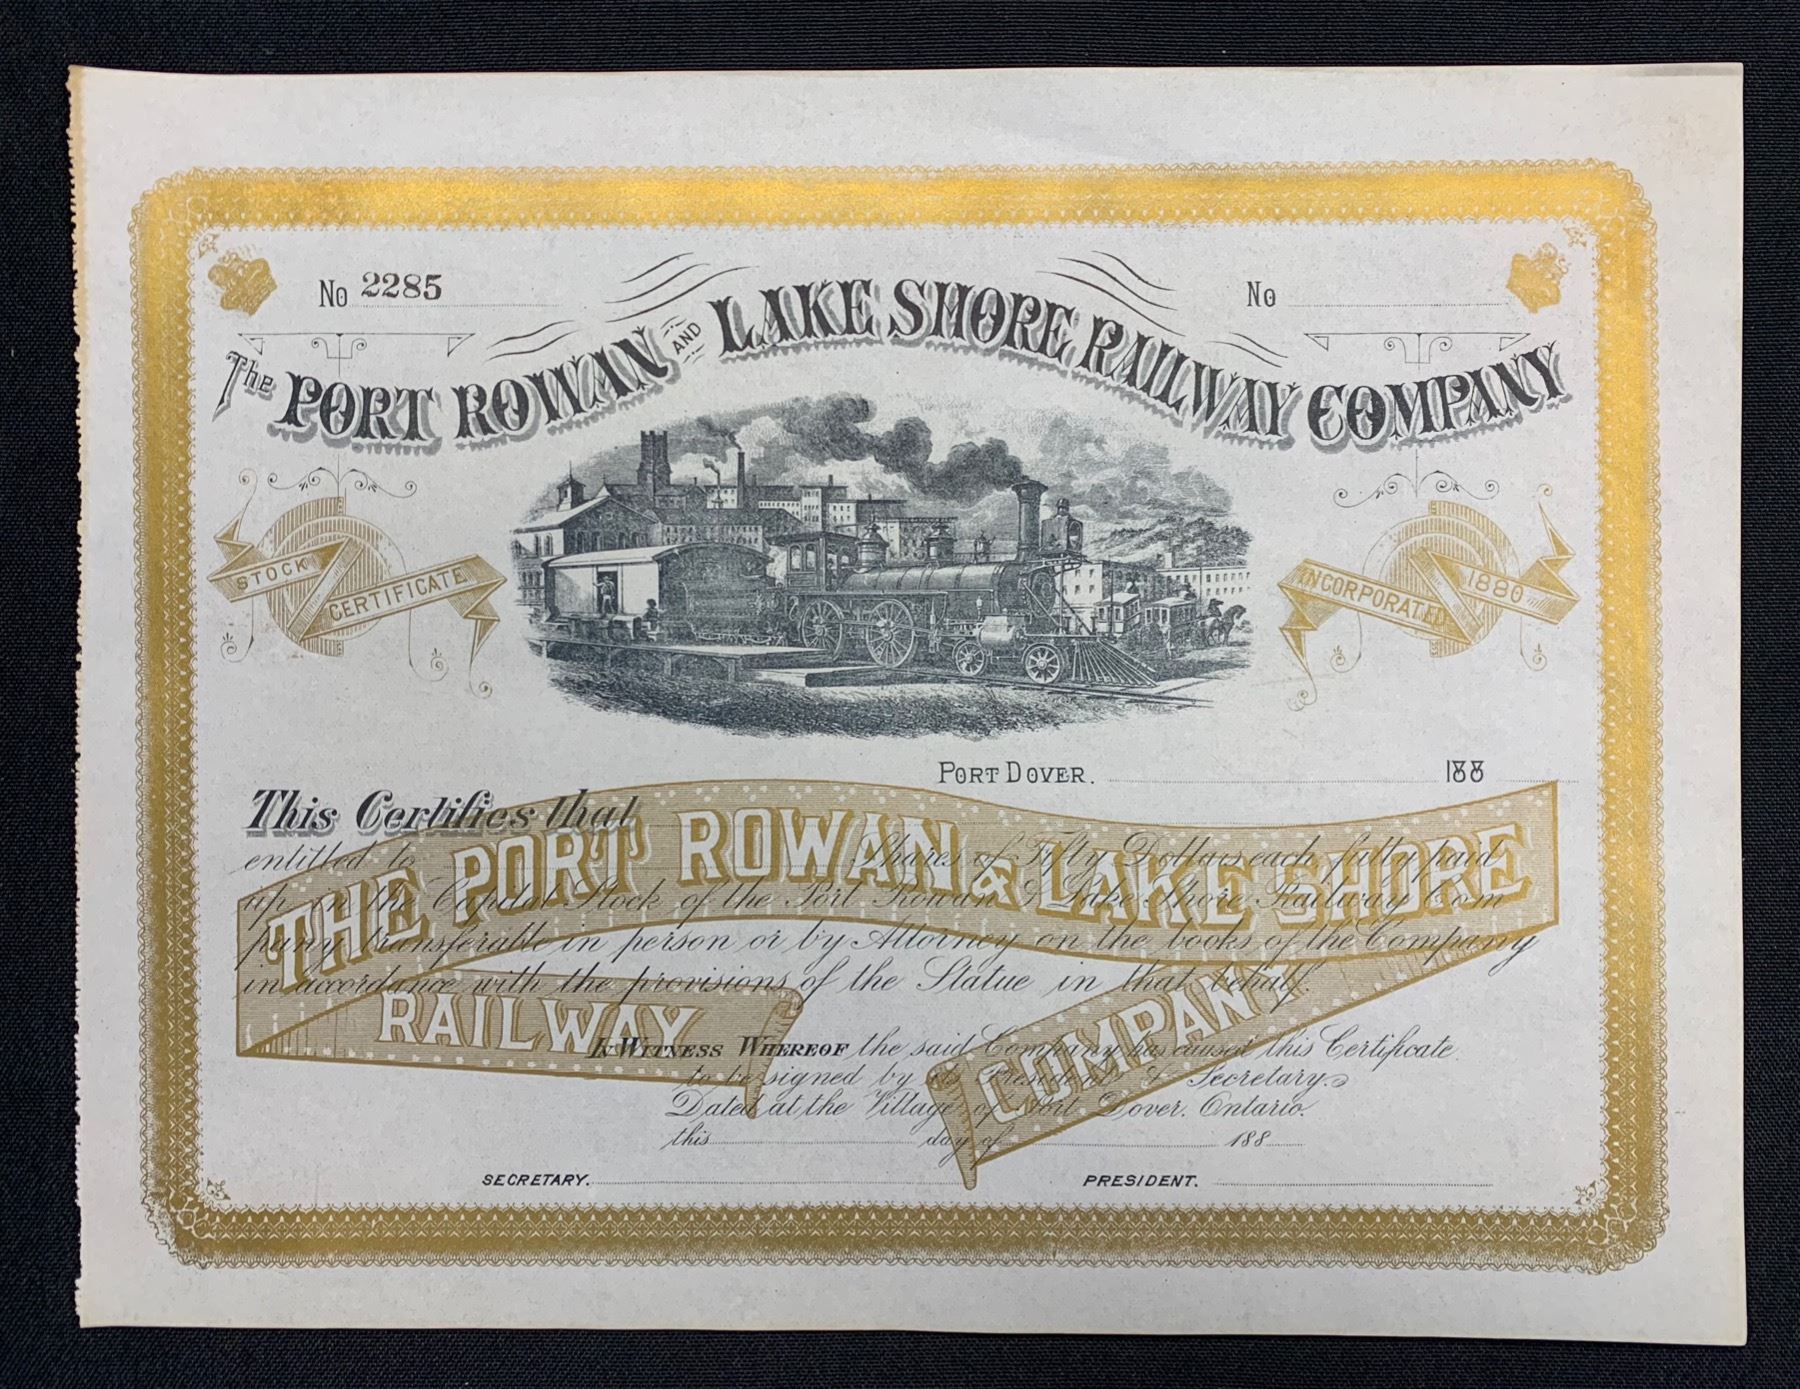 No 2285
No
The PORT ROWAN AND LAKE SHORE RAILWAY COMPANY
STOCK CERTIFICATE
INCORPORATED 1880
PORT DOVER. 188
This Certifies that
entitled to Shares of Fifty Dollars each fully paid
up in the Capital Stock of the Port Rowan & Lake Shore Railway Com
pany transferable in person or by Attorney on the books of the Company
in accordance with the provisions of the Statue in that behalf.
THE PORT ROWAN & LAKE SHORE
RAILWAY COMPANY
IN WITNESS WHEREOF the said Company has caused this Certificate
to be signed by its President & Secretary.
Dated at the Village of Port Dover. Ontario.
this day of 188
SECRETARY. PRESIDENT.